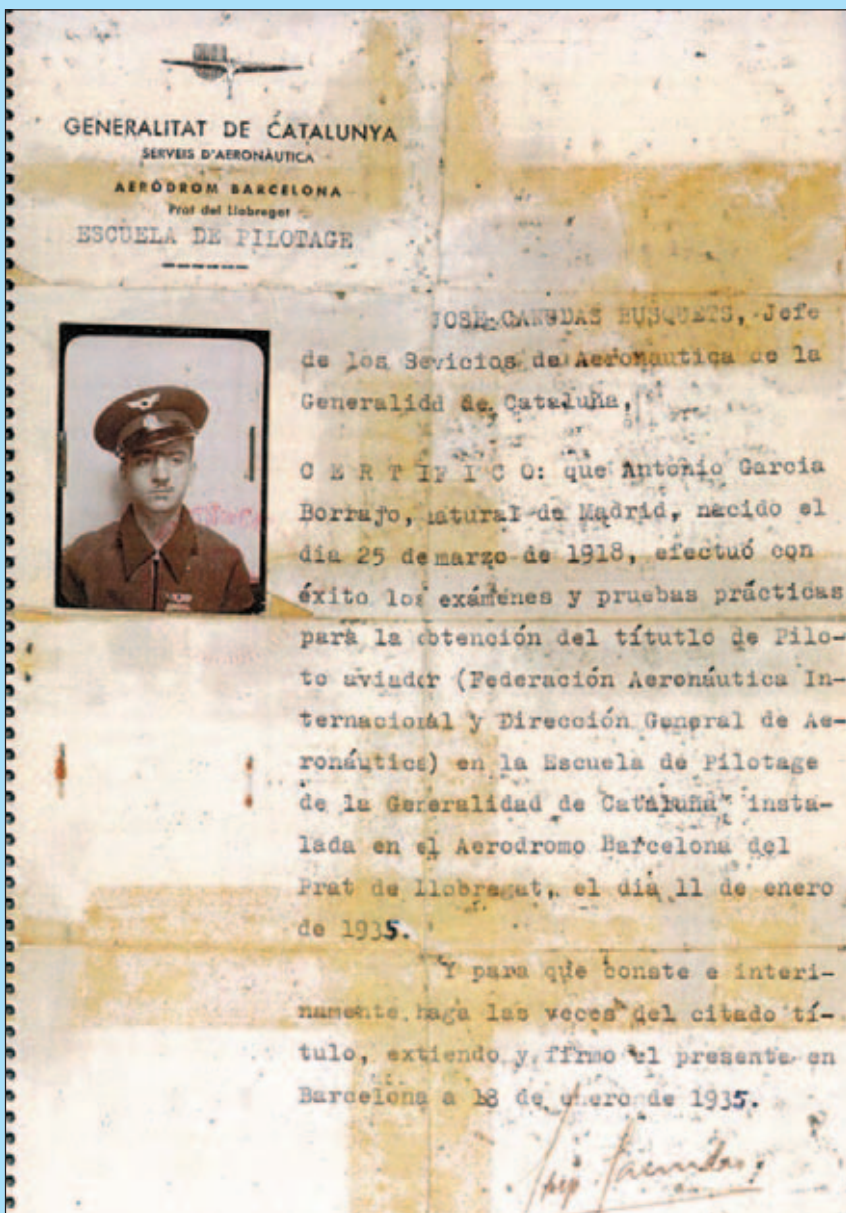 GENERALITAT DE CATALUNYA
SERVEIS D'AERONÀUTICA
AERÒDROM BARCELONA
Prat del Llobregat
ESCUELA DE PILOTAGE
JOSE CANUDAS BUSQUETS, Jefe
de los Sevicios de Aeronautica de la
Generalidd de Cataluña,
C E R T I F I C O: que Antonio Garcia
Borrajo, natural de Madrid, nacido el
dia 25 de marzo de 1918, efectuó con
éxito los exámenes y pruebas prácticas
para la obtención del títutlo de Pilo-
to aviador (Federación Aeronáutica In-
ternacional y Dirección General de Ae-
ronáutica) en la Escuela de Pilotage
de la Generalidad de Cataluña insta-
lada en el Aerodromo Barcelona del
Prat de Llobregat, el dia 11 de enero
de 1935.
Y para que conste e interi-
namente haga las veces del citado tí-
tulo, extiendo y firmo el presente en
Barcelona a 18 de enero de 1935.